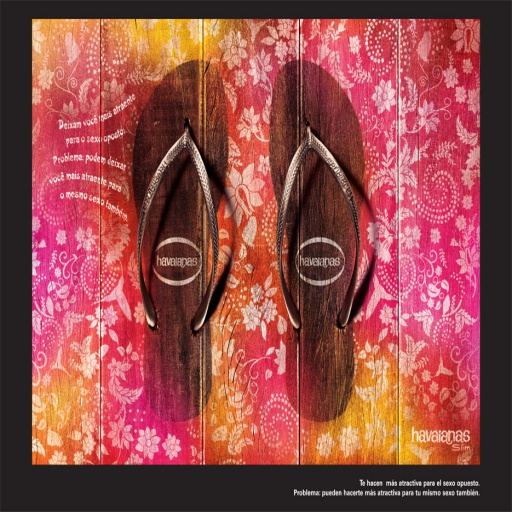 Deixam você mais atraente
para o sexo oposto.
Problema: podem deixar
você mais atraente para
o mesmo sexo também.
havaianas
havaianas
havaianas
Slim
Te hacen más atractiva para el sexo opuesto.
Problema: pueden hacerte más atractiva para tu mismo sexo también.